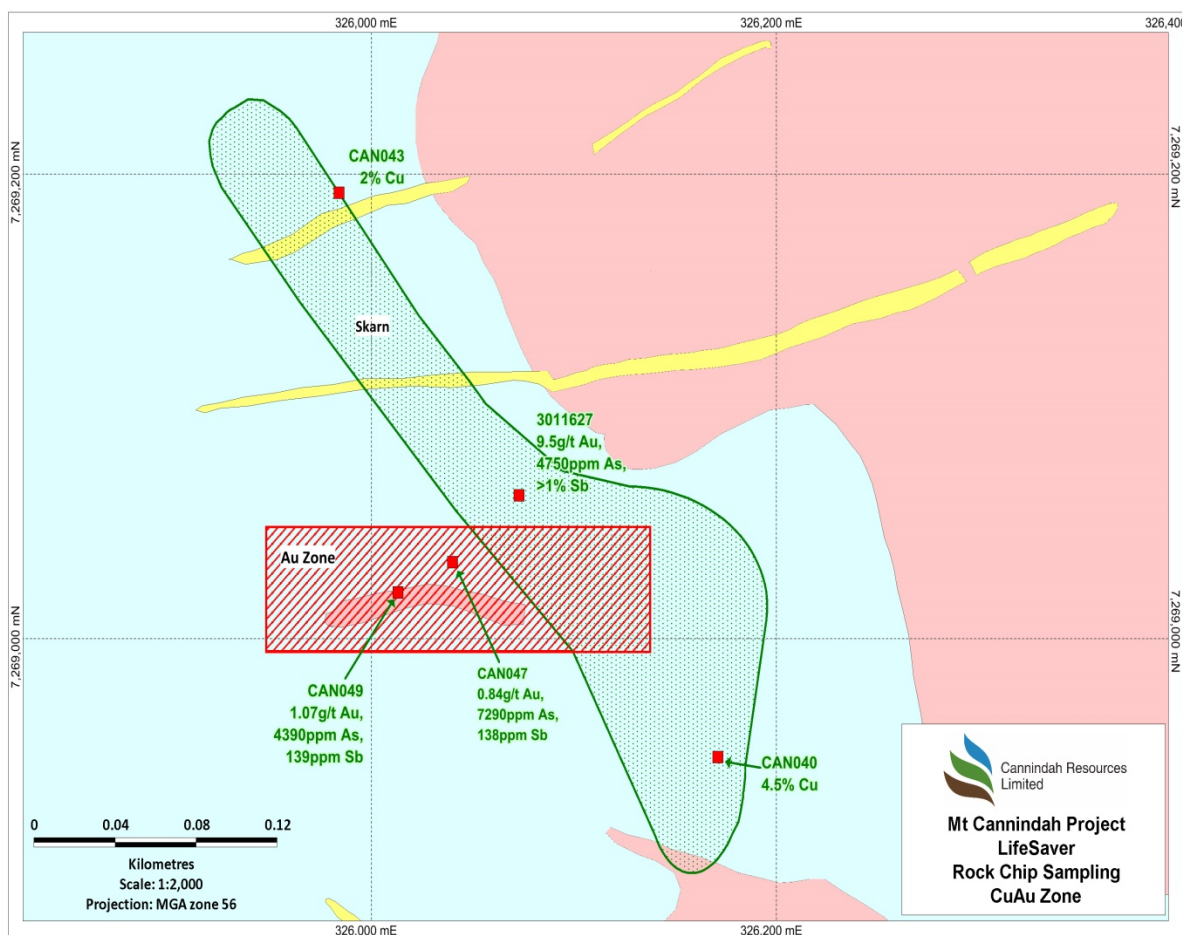 326,000 mE
326,200 mE
326,400
7,269,200 mN
7,269,200 mN
CAN043
2% Cu
Skarn
3011627
9.5g/t Au,
4750ppm As,
>1% Sb
Au Zone
7,269,000 mN
7,269,000 mN
CAN049
1.07g/t Au,
4390ppm As,
139ppm Sb
CAN047
0.84g/t Au,
7290ppm As,
138ppm Sb
CAN040
4.5% Cu
0 0.04 0.08 0.12
Kilometres
Scale: 1:2,000
Projection: MGA zone 56
Cannindah Resources
Limited
Mt Cannindah Project
LifeSaver
Rock Chip Sampling
CuAu Zone
326,000 mE
326,200 mE